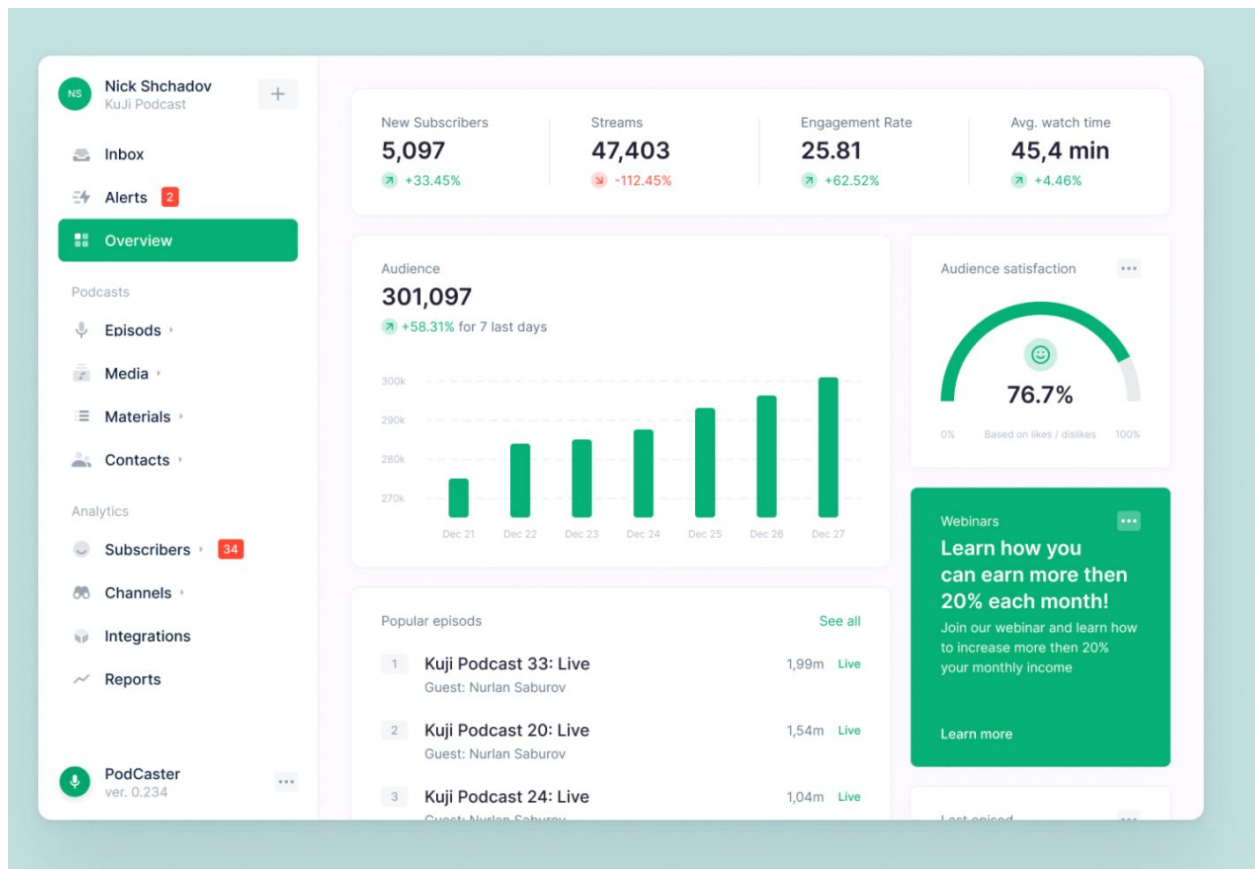 NS
Nick Shchadov
KuJi Podcast
+
Inbox
Alerts 2
Overview
Podcasts
Episods
Media
Materials
Contacts
Analytics
Subscribers 34
Channels
Integrations
Reports
PodCaster
ver. 0.234
New Subscribers
5,097
+33.45%
Streams
47,403
-112.45%
Engagement Rate
25.81
+62.52%
Avg. watch time
45,4 min
+4.46%
Audience
301,097
+58.31% for 7 last days
300k
290k
280k
270k
Dec 21 Dec 22 Dec 23 Dec 24 Dec 25 Dec 26 Dec 27
Audience satisfaction
76.7%
0% Based on likes / dislikes 100%
Popular episods See all
1 Kuji Podcast 33: Live 1,99m Live
Guest: Nurlan Saburov
2 Kuji Podcast 20: Live 1,54m Live
Guest: Nurlan Saburov
3 Kuji Podcast 24: Live 1,04m Live
Guest: Nurlan Saburov
Webinars
Learn how you
can earn more then
20% each month!
Join our webinar and learn how
to increase more then 20%
your monthly income
Learn more
Last episod